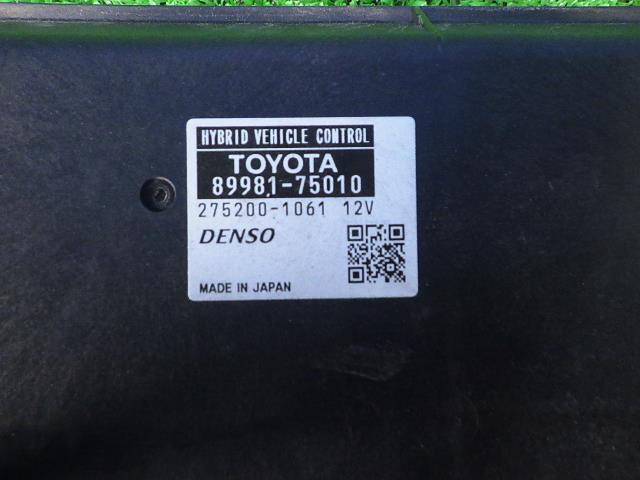 HYBRID VEHICLE CONTROL
TOYOTA
89981-75010
275200-1061 12V
DENSO
MADE IN JAPAN